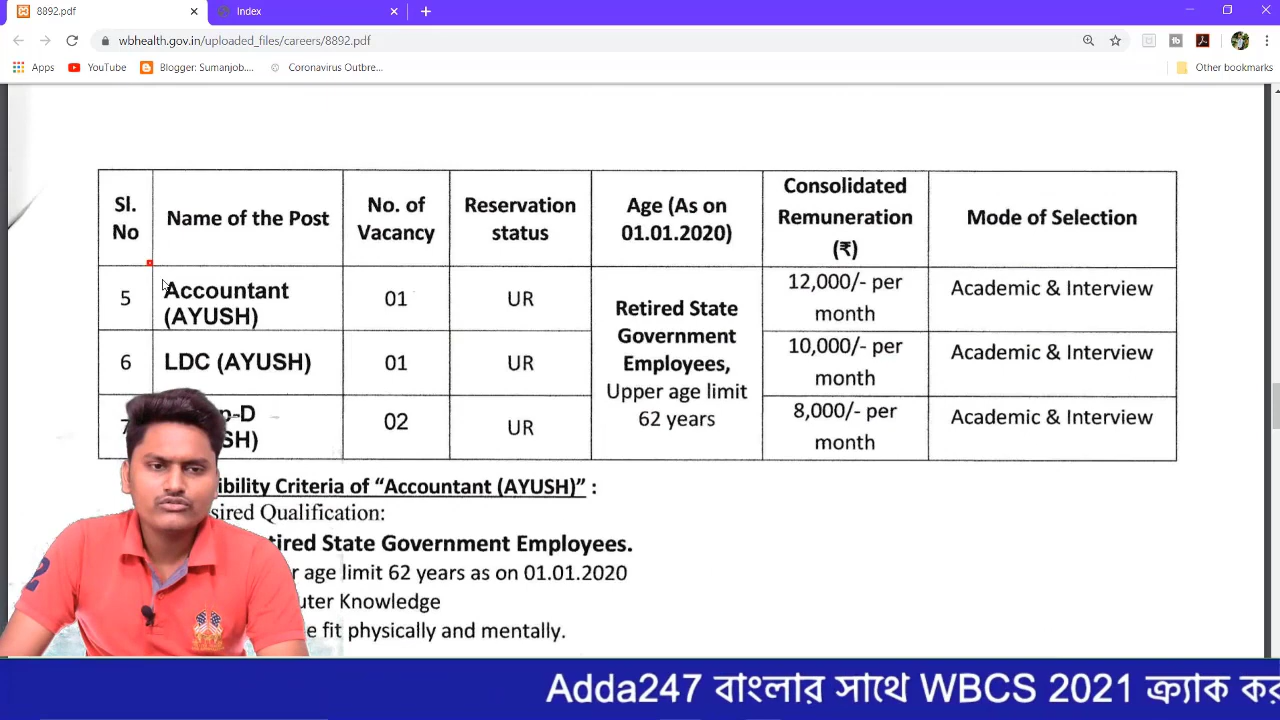 8892.pdf
Index
wbhealth.gov.in/uploaded_files/careers/8892.pdf
Apps
YouTube
Blogger: Sumanjob....
Coronavirus Outbre...
Other bookmarks
Sl. No
Name of the Post
No. of Vacancy
Reservation status
Age (As on 01.01.2020)
Consolidated Remuneration (₹)
Mode of Selection
5
Accountant (AYUSH)
01
UR
Retired State Government Employees, Upper age limit 62 years
12,000/- per month
Academic & Interview
6
LDC (AYUSH)
01
UR
10,000/- per month
Academic & Interview
02
UR
8,000/- per month
Academic & Interview
ibility Criteria of “Accountant (AYUSH)” :
sired Qualification:
tired State Government Employees.
r age limit 62 years as on 01.01.2020
uter Knowledge
e fit physically and mentally.
Adda247 বাংলার সাথে WBCS 2021 ক্র্যাক কর